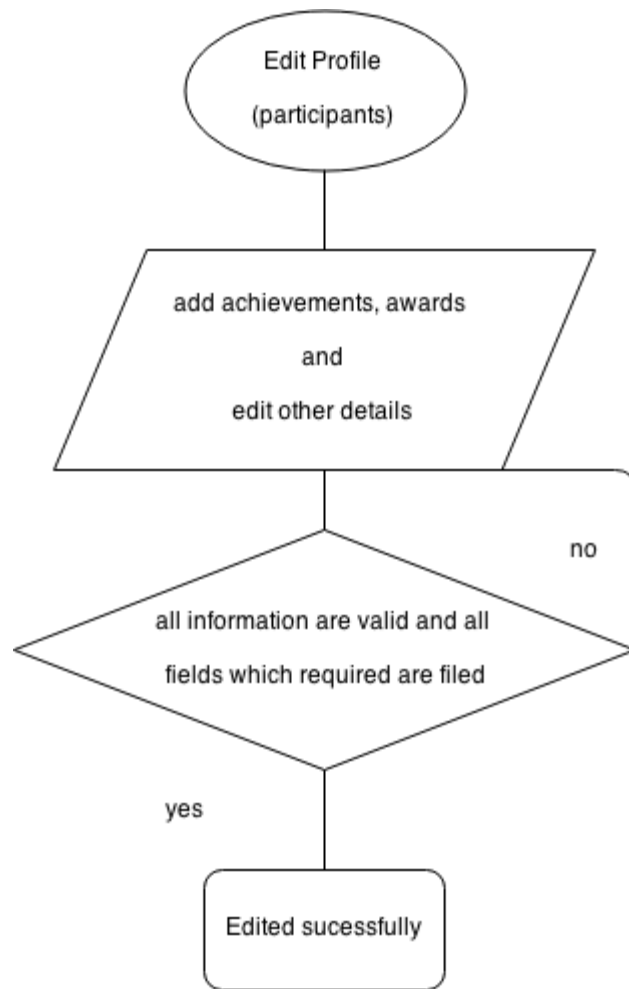 Edit Profile
(participants)
add achievements, awards
and
edit other details
no
all information are valid and all
fields which required are filed
yes
Edited sucessfully